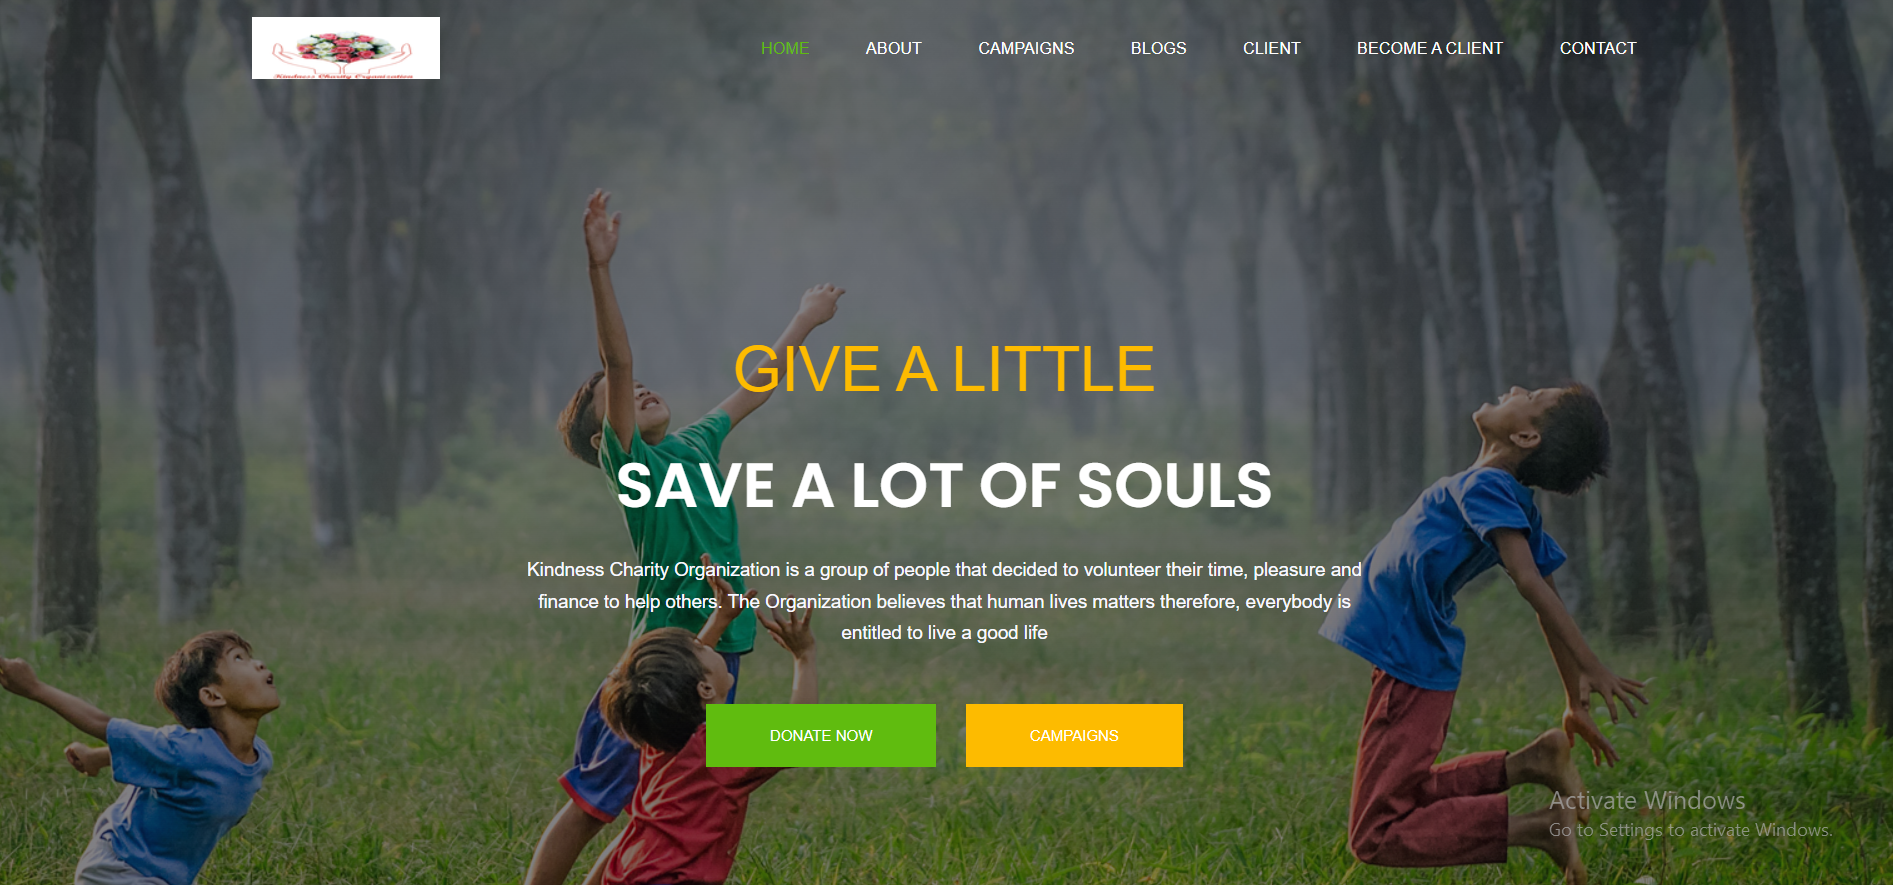 Kindness Charity Organization
HOME
ABOUT
CAMPAIGNS
BLOGS
CLIENT
BECOME A CLIENT
CONTACT
GIVE A LITTLE
SAVE A LOT OF SOULS
Kindness Charity Organization is a group of people that decided to volunteer their time, pleasure and
finance to help others. The Organization believes that human lives matters therefore, everybody is
entitled to live a good life
DONATE NOW
CAMPAIGNS
Activate Windows
Go to Settings to activate Windows.